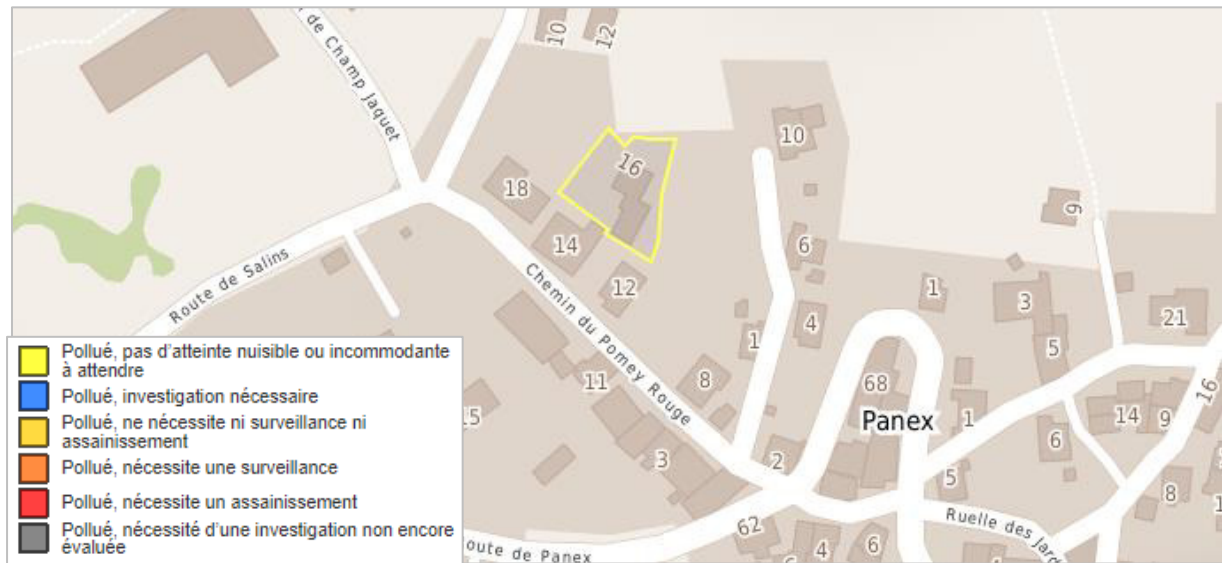 10
12
de Champ Jaquet
10
16
18
9
14
6
Route de Salins
12
1
3
21
Chemin du Pomey Rouge
4
1
5
8
68
16
11
Panex
14
9
15
1
6
3
2
5
8
1
62
Ruelle des Jard
oute de Panex
4
6
6
4
Pollué, pas d'atteinte nuisible ou incommodante
à attendre
Pollué, investigation nécessaire
Pollué, ne nécessite ni surveillance ni
assainissement
Pollué, nécessite une surveillance
Pollué, nécessite un assainissement
Pollué, nécessité d'une investigation non encore
évaluée